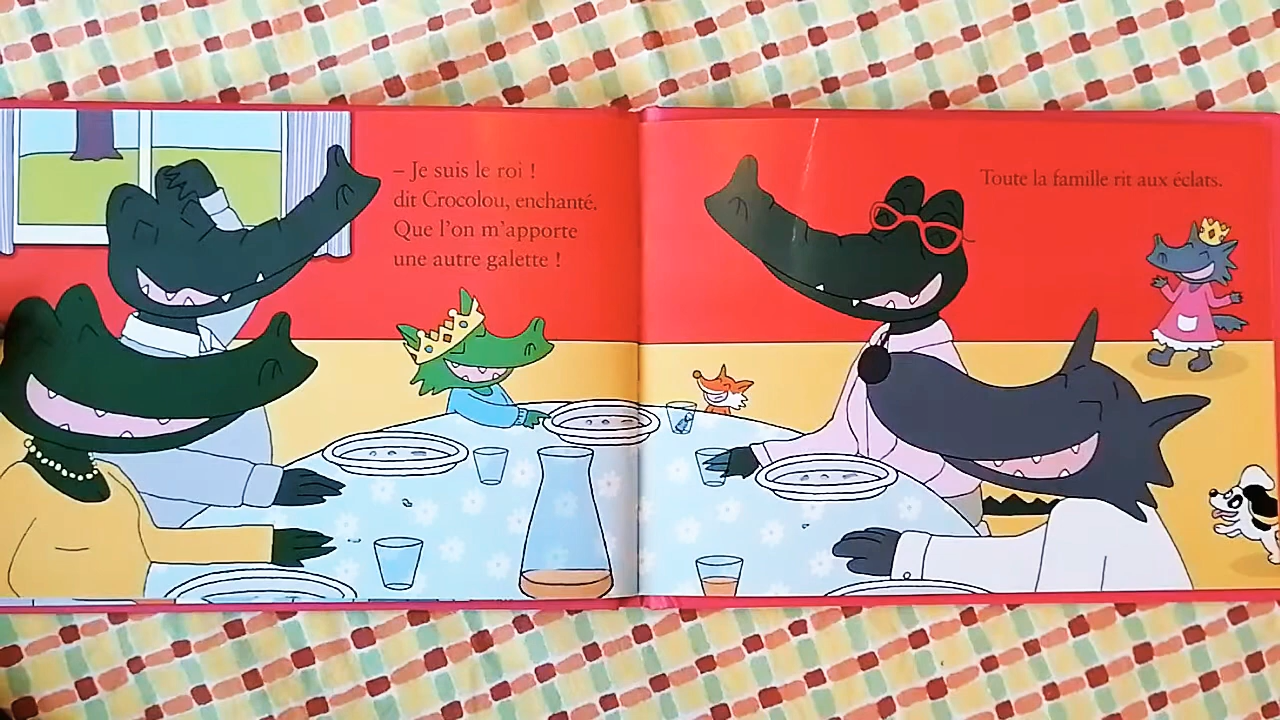 – Je suis le roi !
dit Crocolou, enchanté.
Que l'on m'apporte
une autre galette !
Toute la famille rit aux éclats.